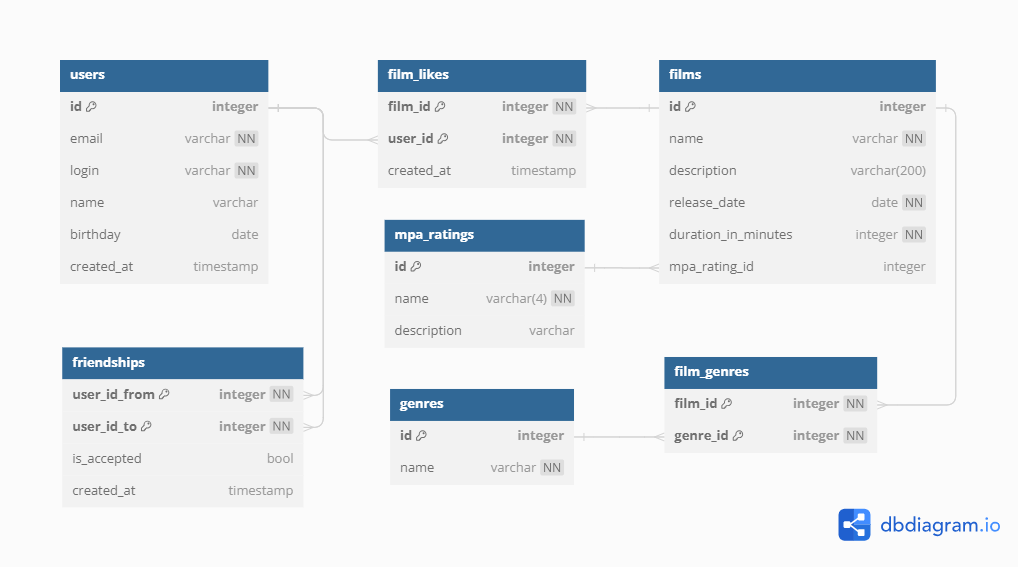 users
id integer
email varchar NN
login varchar NN
name varchar
birthday date
created_at timestamp
film_likes
film_id integer NN
user_id integer NN
created_at timestamp
films
id integer
name varchar NN
description varchar(200)
release_date date NN
duration_in_minutes integer NN
mpa_rating_id integer
mpa_ratings
id integer
name varchar(4) NN
description varchar
friendships
user_id_from integer NN
user_id_to integer NN
is_accepted bool
created_at timestamp
genres
id integer
name varchar NN
film_genres
film_id integer NN
genre_id integer NN
dbdiagram.io